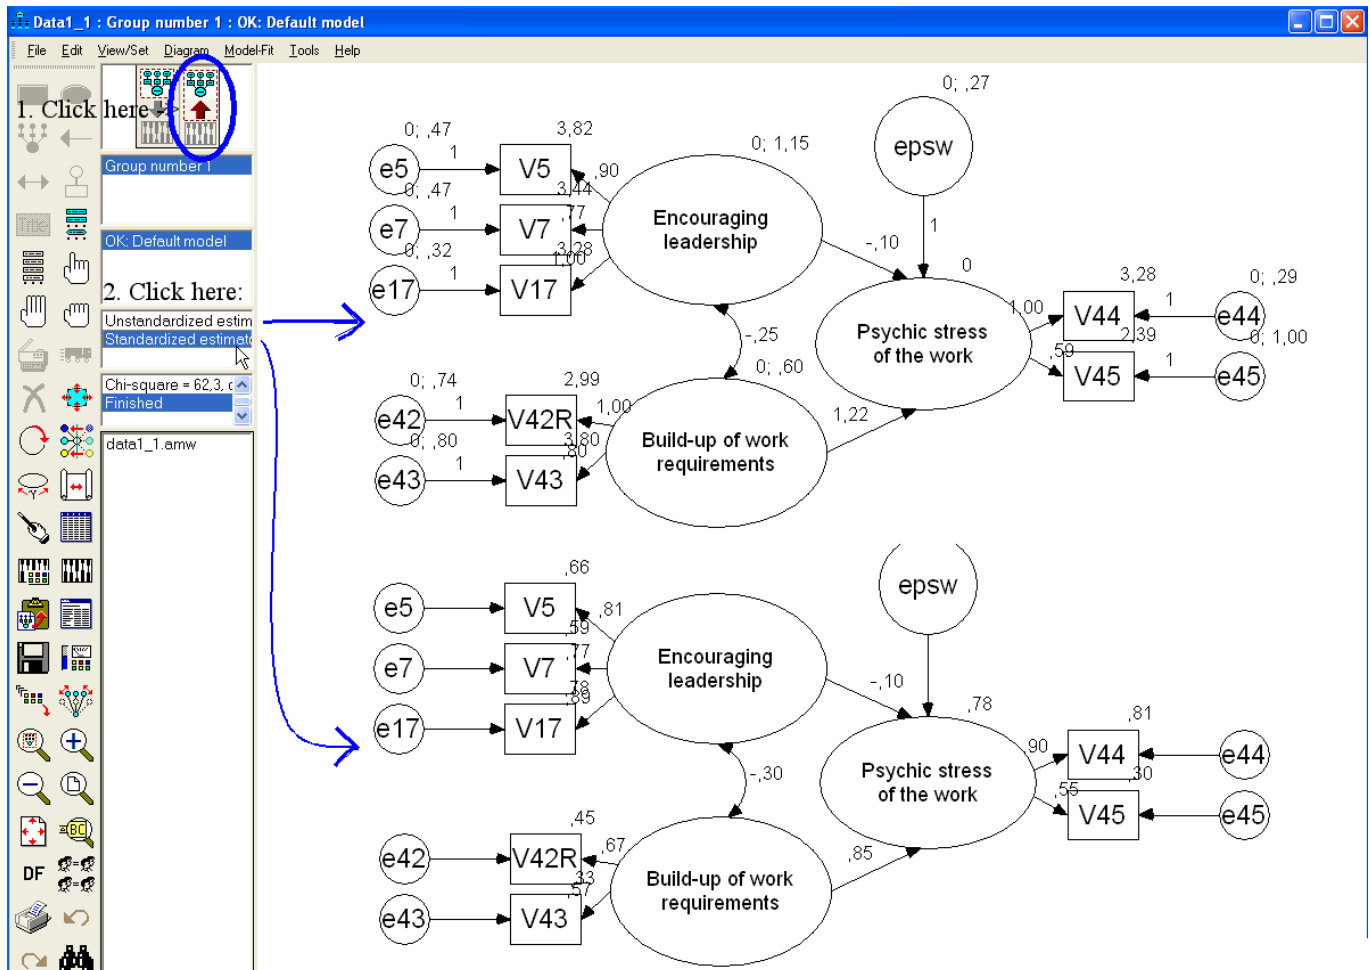 Data1_1 : Group number 1 : OK: Default model
File Edit View/Set Diagram Model-Fit Tools Help
1. Click here ->
Group number 1
Title
OK: Default model
2. Click here:
Unstandardized estim
Standardized estimat
Chi-square = 62,3, d
Finished
data1_1.amw
DF
0; ,27
epsw
1
0; ,47
e5
1
3,82
V5
,90
0; 1,15
Encouraging
leadership
0; ,47
e7
1
3,44
V7
,77
0; ,32
e17
1
3,28
V17
1,00
-,10
0
Psychic stress
of the work
1,00
3,28
V44
1
0; ,29
e44
,59
2,39
V45
1
0; 1,00
e45
-,25
0; ,60
0; ,74
e42
1
2,99
V42R
1,00
Build-up of work
requirements
1,22
0; ,80
e43
1
3,80
V43
,80
epsw
e5
,66
V5
,81
Encouraging
leadership
e7
,59
V7
,77
e17
,78
V17
,89
-,10
,78
Psychic stress
of the work
,90
,81
V44
e44
,55
,30
V45
e45
-,30
e42
,45
V42R
,67
Build-up of work
requirements
,85
e43
,33
V43
,57